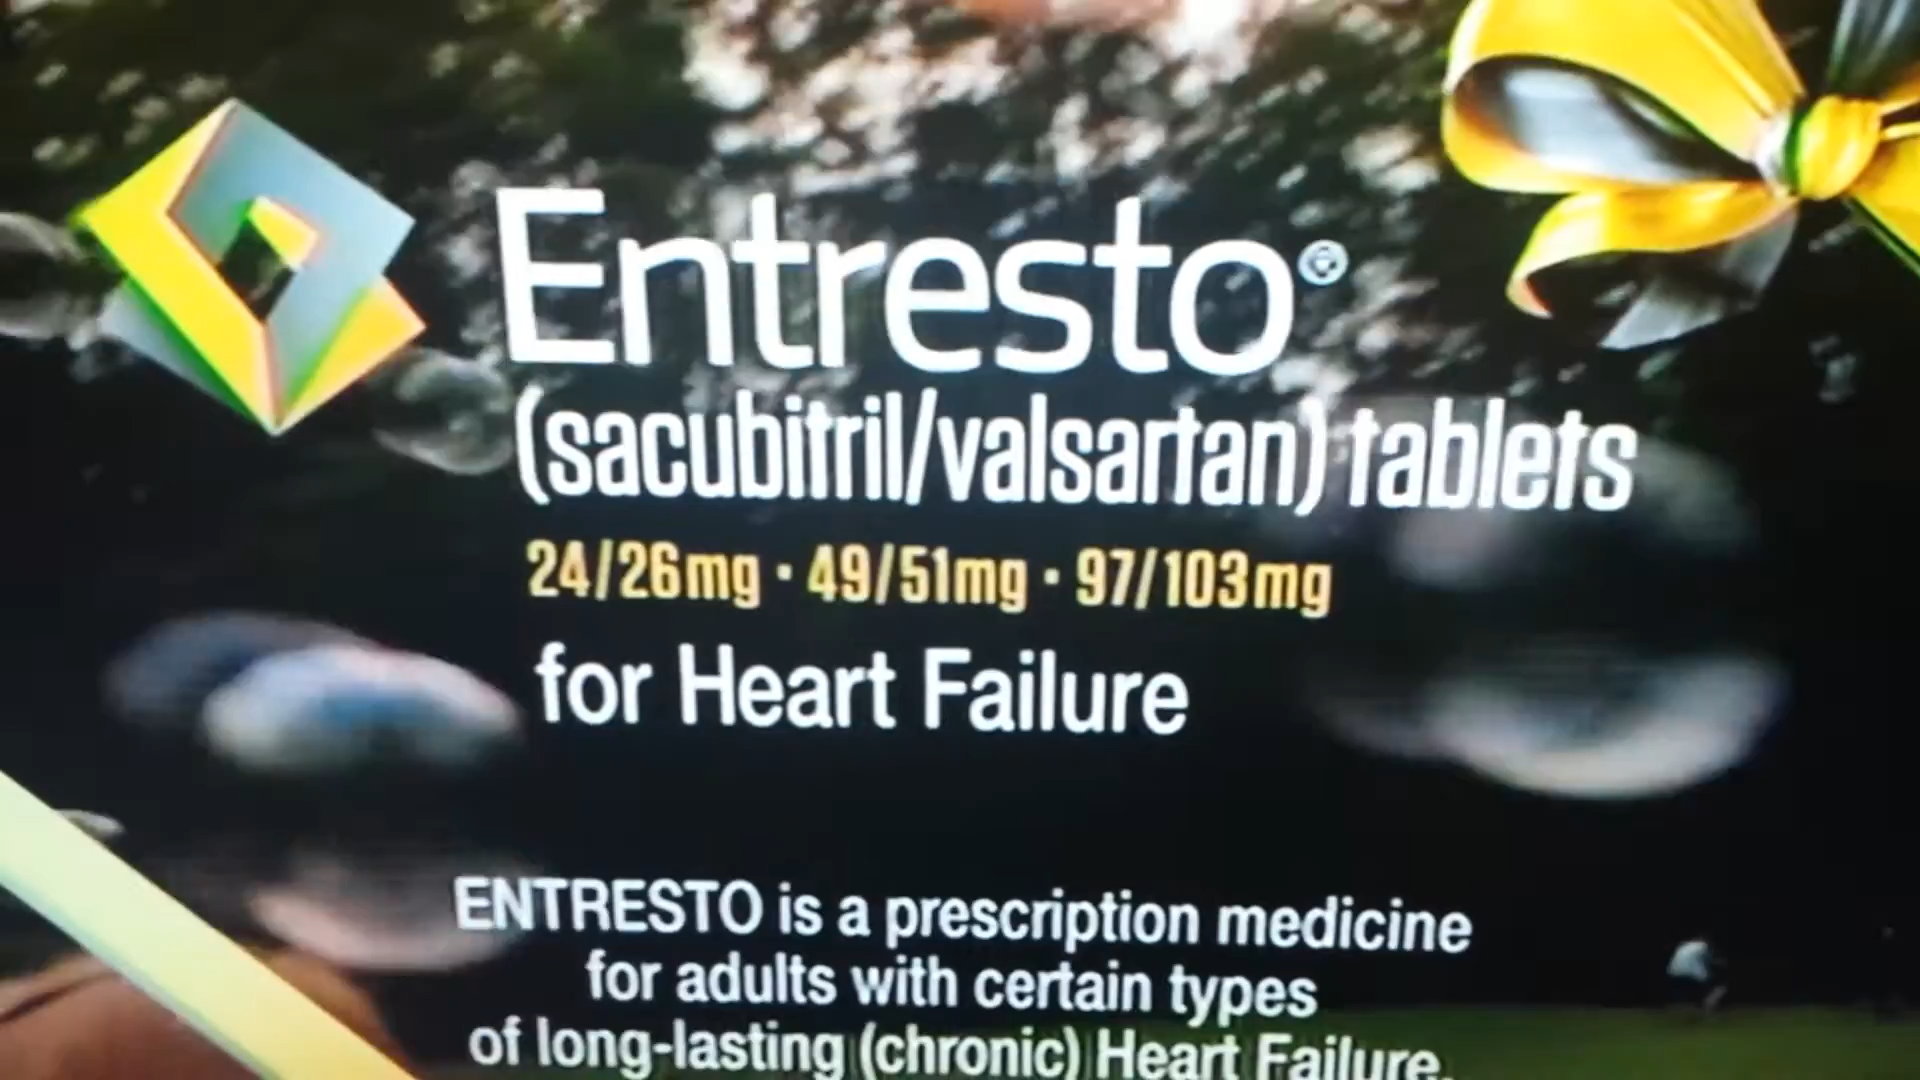 Entresto®
(sacubitril/valsartan) tablets
24/26mg · 49/51mg · 97/103mg
for Heart Failure
ENTRESTO is a prescription medicine
for adults with certain types
of long-lasting (chronic) Heart Failure.